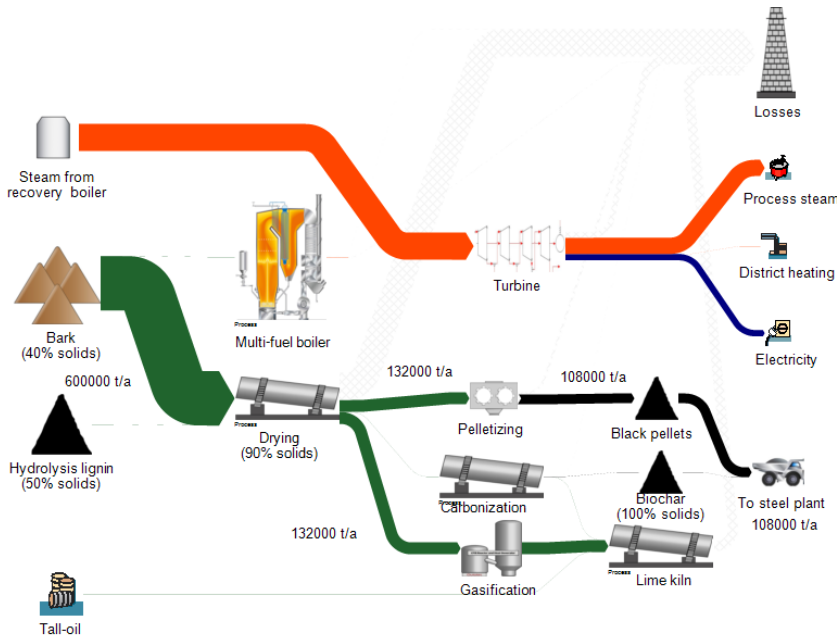 Losses
Steam from
recovery boiler
Process steam
Turbine
District heating
Process
Multi-fuel boiler
Bark
(40% solids)
Electricity
600000 t/a
132000 t/a
108000 t/a
Process
Drying
(90% solids)
Pelletizing
Black pellets
Hydrolysis lignin
(50% solids)
Process
Carbonization
Biochar
(100% solids)
To steel plant
108000 t/a
132000 t/a
Process
Gasification
Process
Lime kiln
Tall-oil